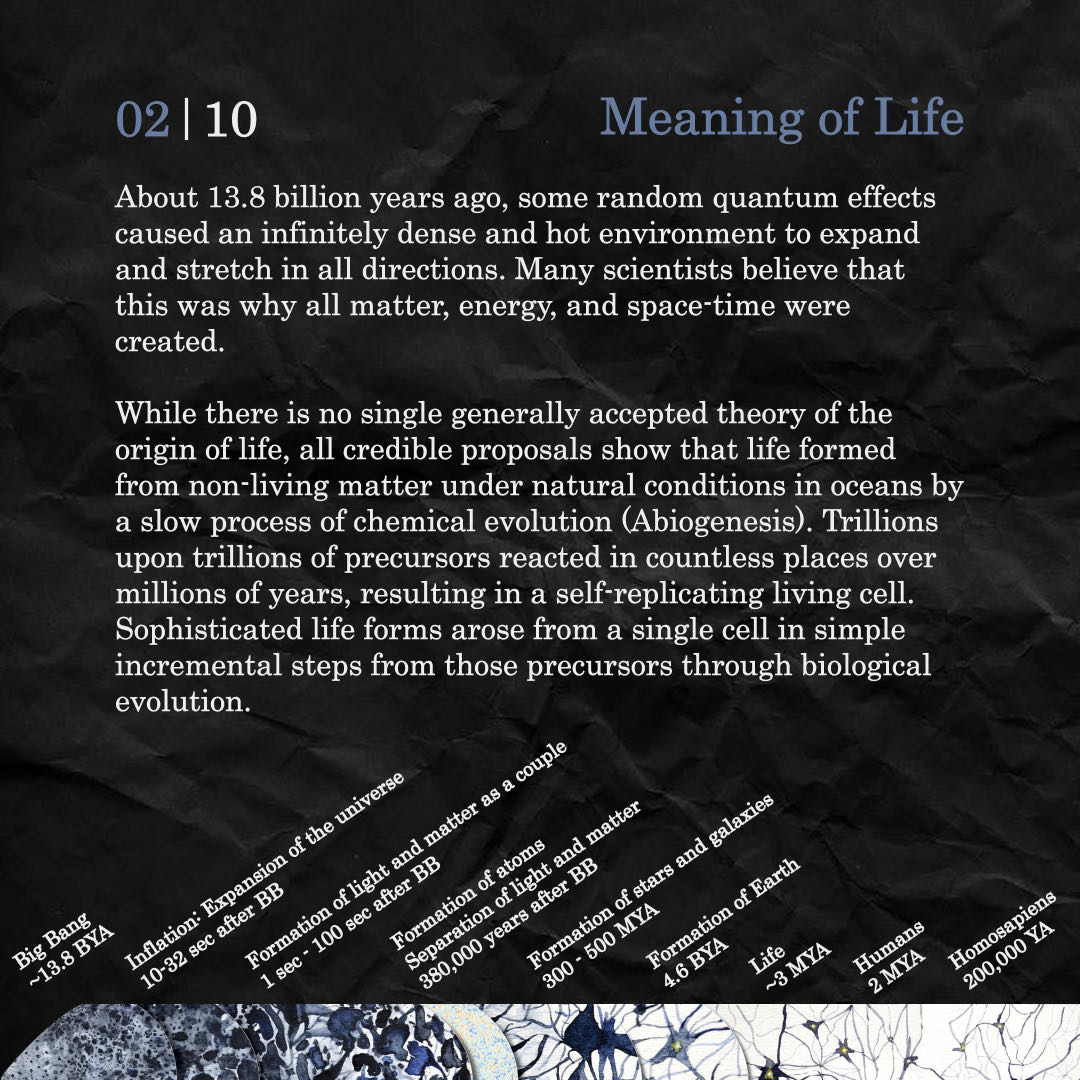 02 | 10
Meaning of Life
About 13.8 billion years ago, some random quantum effects
caused an infinitely dense and hot environment to expand
and stretch in all directions. Many scientists believe that
this was why all matter, energy, and space-time were
created.
While there is no single generally accepted theory of the
origin of life, all credible proposals show that life formed
from non-living matter under natural conditions in oceans by
a slow process of chemical evolution (Abiogenesis). Trillions
upon trillions of precursors reacted in countless places over
millions of years, resulting in a self-replicating living cell.
Sophisticated life forms arose from a single cell in simple
incremental steps from those precursors through biological
evolution.
Big Bang
~13.8 BYA
Inflation: Expansion of the universe
10-32 sec after BB
Formation of light and matter as a couple
1 sec - 100 sec after BB
Formation of atoms
Separation of light and matter
380,000 years after BB
Formation of stars and galaxies
300 - 500 MYA
Formation of Earth
4.6 BYA
Life
~3 MYA
Humans
2 MYA
Homosapiens
200,000 YA